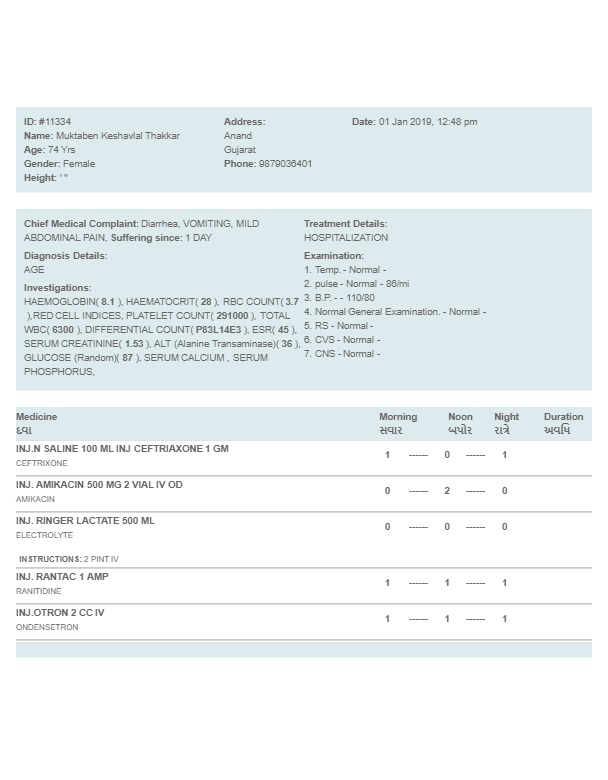 ID: #11334
Name: Muktaben Keshavlal Thakkar
Age: 74 Yrs
Gender: Female
Height: ' "
Address:
Anand
Gujarat
Phone: 9879036401
Date: 01 Jan 2019, 12:48 pm
Chief Medical Complaint: Diarrhea, VOMITING, MILD
ABDOMINAL PAIN, Suffering since: 1 DAY
Diagnosis Details:
AGE
Investigations:
HAEMOGLOBIN( 8.1 ), HAEMATOCRIT( 28 ), RBC COUNT( 3.7
),RED CELL INDICES, PLATELET COUNT( 291000 ), TOTAL
WBC( 6300 ), DIFFERENTIAL COUNT( P83L14E3 ), ESR( 45 ),
SERUM CREATININE( 1.53 ), ALT (Alanine Transaminase)( 36 ),
GLUCOSE (Random)( 87 ), SERUM CALCIUM , SERUM
PHOSPHORUS,
Treatment Details:
HOSPITALIZATION
Examination:
1. Temp. - Normal -
2. pulse - Normal - 86/mi
3. B.P. - - 110/80
4. Normal General Examination. - Normal -
5. RS - Normal -
6. CVS - Normal -
7. CNS - Normal -
Medicine Morning Noon Night Duration
દવા સવાર બપોર રાત્રે અવધિ
INJ.N SALINE 100 ML INJ CEFTRIAXONE 1 GM
CEFTRIXONE
1 ------ 0 ------ 1
INJ. AMIKACIN 500 MG 2 VIAL IV OD
AMIKACIN
0 ------ 2 ------ 0
INJ. RINGER LACTATE 500 ML
ELECTROLYTE
0 ------ 0 ------ 0
INSTRUCTIONS: 2 PINT IV
INJ. RANTAC 1 AMP
RANITIDINE
1 ------ 1 ------ 1
INJ.OTRON 2 CC IV
ONDENSETRON
1 ------ 1 ------ 1